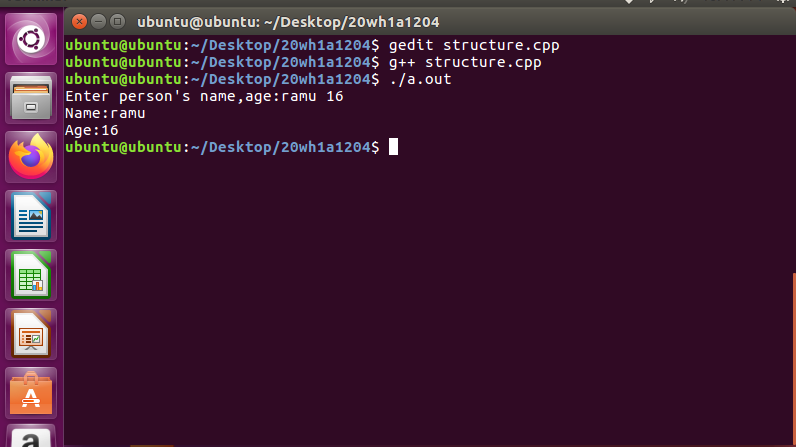 ubuntu@ubuntu: ~/Desktop/20wh1a1204
ubuntu@ubuntu:~/Desktop/20wh1a1204$ gedit structure.cpp
ubuntu@ubuntu:~/Desktop/20wh1a1204$ g++ structure.cpp
ubuntu@ubuntu:~/Desktop/20wh1a1204$ ./a.out
Enter person's name,age:ramu 16
Name:ramu
Age:16
ubuntu@ubuntu:~/Desktop/20wh1a1204$